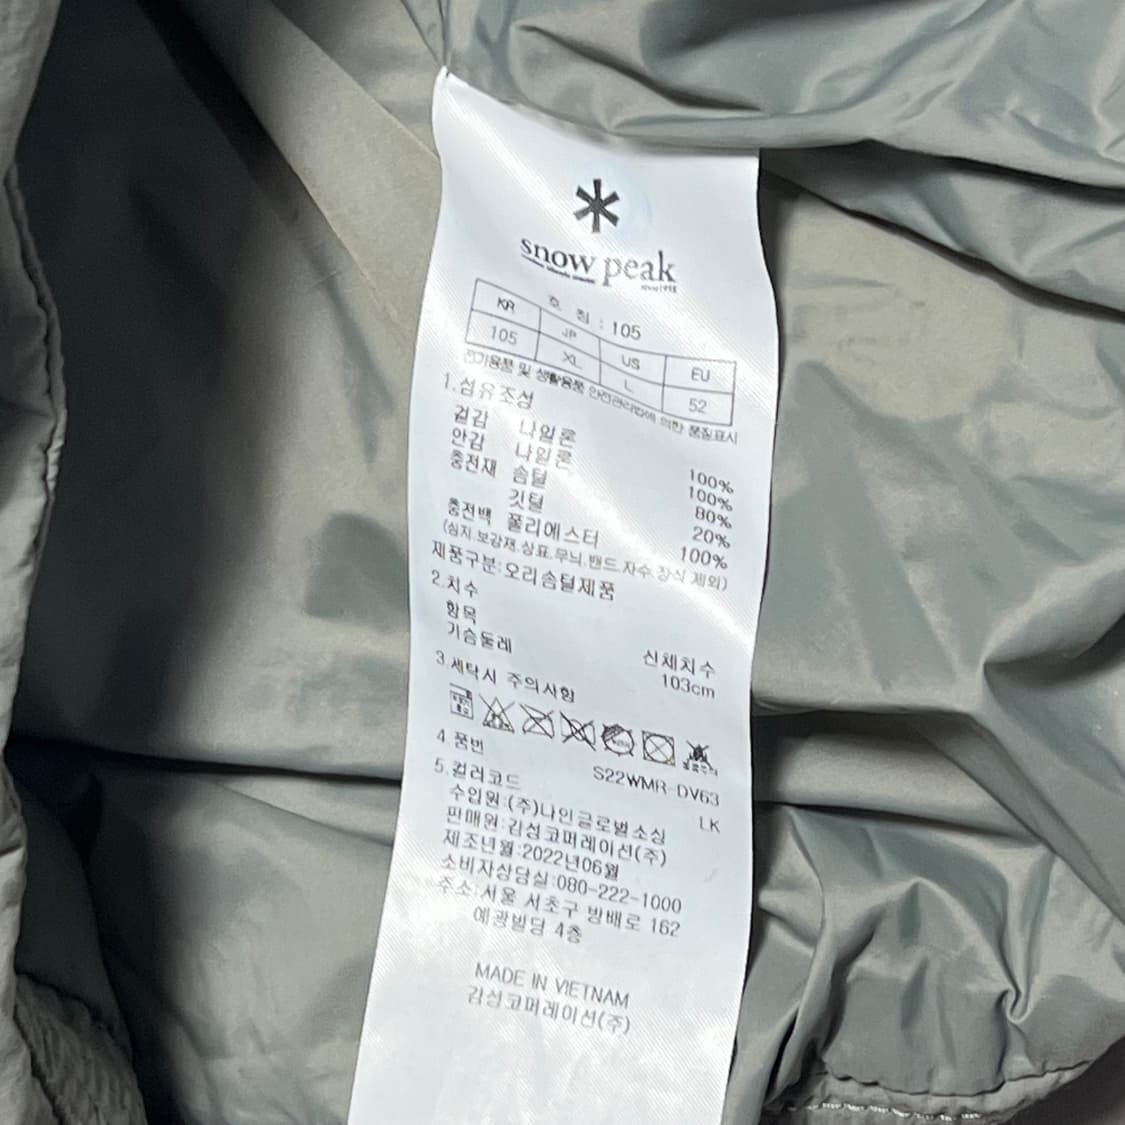 snow peak
호 칭 : 105
KR JP US EU
105 XL L 52
전기용품 및 생활용품 안전관리법에 의한 품질표시
1.섬유조성
겉감 나일론 100%
안감 나일론 100%
충전재 솜털 80%
깃털 20%
충전백 폴리에스터 100%
(심지.보강재.상표.무늬.밴드.자수.장식 제외)
제품구분:오리솜털제품
2.치수
항목 신체치수
가슴둘레 103cm
3.세탁시 주의사항
4.품번 S22WMR-DV63
5.컬러코드 LK
수입원:(주)나인글로벌소싱
판매원:감성코퍼레이션(주)
제조년월:2022년06월
소비자상담실:080-222-1000
주소:서울 서초구 방배로 162
예광빌딩 4층
MADE IN VIETNAM
감성코퍼레이션(주)